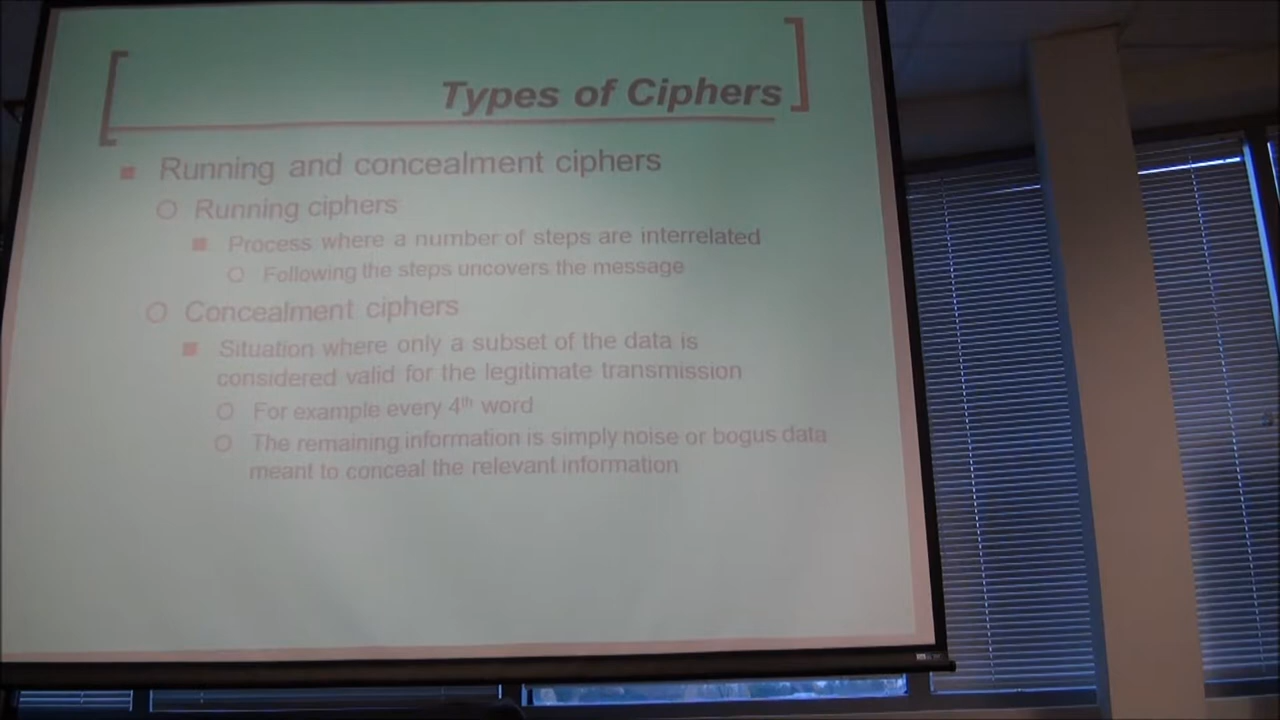 Types of Ciphers
Running and concealment ciphers
Running ciphers
Process where a number of steps are interrelated
Following the steps uncovers the message
Concealment ciphers
Situation where only a subset of the data is
considered valid for the legitimate transmission
For example every 4th word
The remaining information is simply noise or bogus data
meant to conceal the relevant information